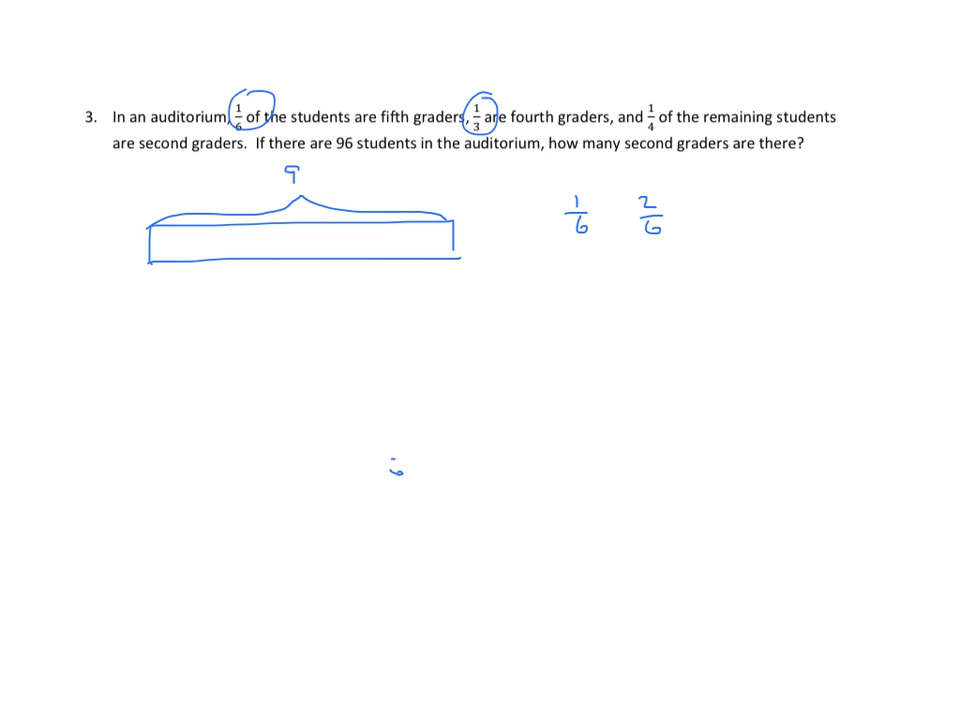 3. In an auditorium, 1/6 of the students are fifth graders, 1/3 are fourth graders, and 1/4 of the remaining students
are second graders. If there are 96 students in the auditorium, how many second graders are there?
9
1/6 2/6